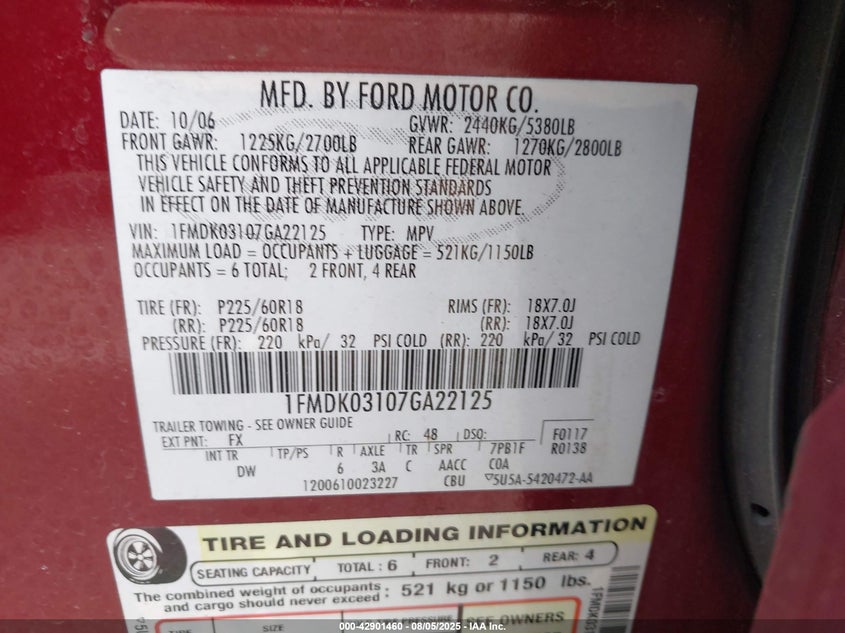 MFD. BY FORD MOTOR CO.
DATE: 10/06 GVWR: 2440KG/5380LB
FRONT GAWR: 1225KG/2700LB REAR GAWR: 1270KG/2800LB
THIS VEHICLE CONFORMS TO ALL APPLICABLE FEDERAL MOTOR
VEHICLE SAFETY AND THEFT PREVENTION STANDARDS
IN EFFECT ON THE DATE OF MANUFACTURE SHOWN ABOVE.
VIN: 1FMDK03107GA22125 TYPE: MPV
MAXIMUM LOAD = OCCUPANTS + LUGGAGE = 521KG/1150LB
OCCUPANTS = 6 TOTAL; 2 FRONT, 4 REAR
TIRE (FR): P225/60R18 RIMS (FR): 18X7.0J
(RR): P225/60R18 (RR): 18X7.0J
PRESSURE (FR): 220 kPa/ 32 PSI COLD (RR): 220 kPa/ 32 PSI COLD
1FMDK03107GA22125
TRAILER TOWING - SEE OWNER GUIDE
EXT PNT: FX RC: 48 DSO: F0117
INT TR TP/PS R AXLE TR SPR 7PB1F R0138
DW 6 3A C AACC COA
1200610023227 CBU 5U5A-5420472-AA
TIRE AND LOADING INFORMATION
SEATING CAPACITY TOTAL : 6 FRONT: 2 REAR: 4
The combined weight of occupants and cargo should never exceed : 521 kg or 1150 lbs.
SIZE SEE OWNERS
000-42901460 - 08/05/2025 - IAA Inc.